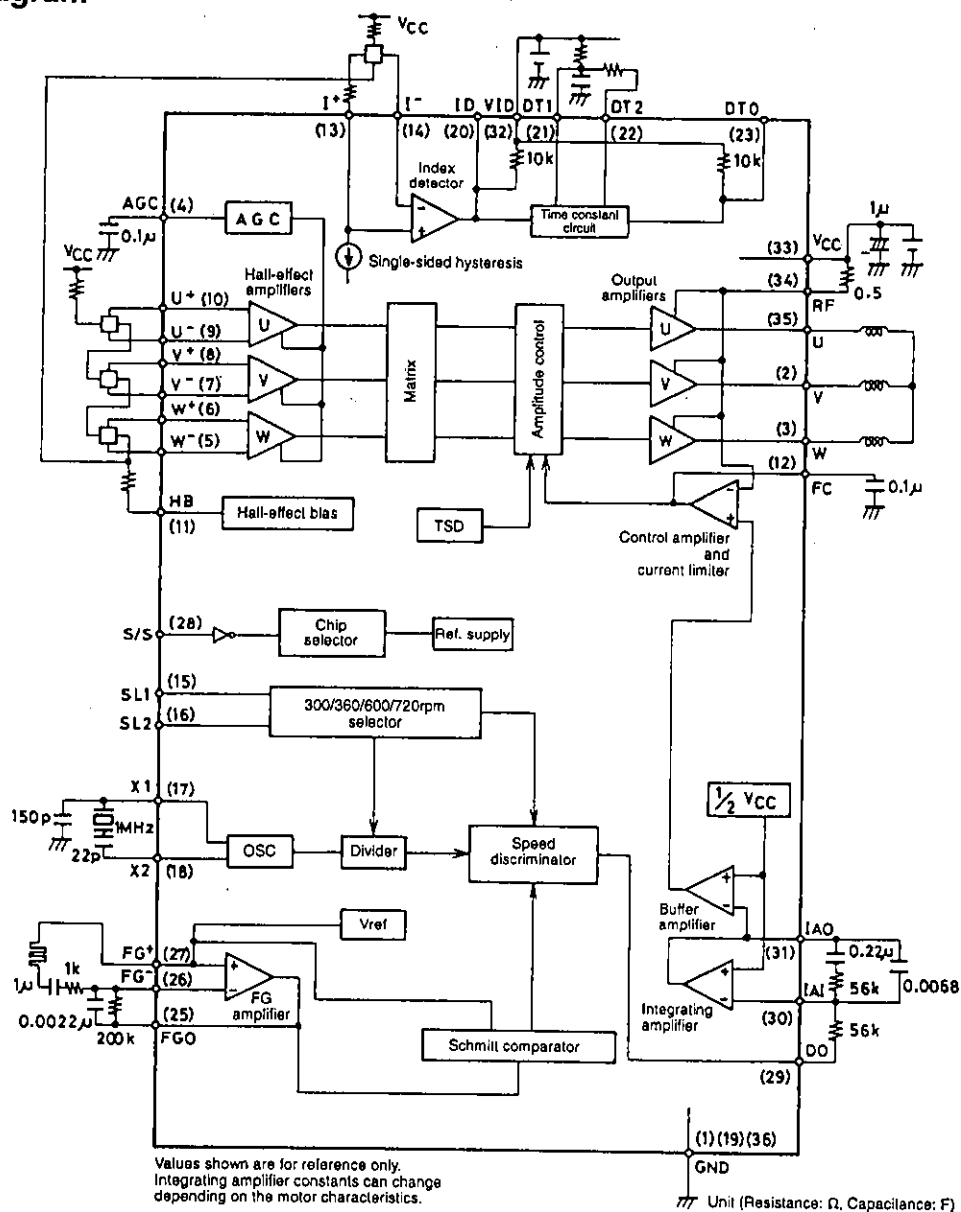 agram
VCC
I+ I- ID VID DT1 DT2 DTO
(13) (14) (20) (32) (21) (22) (23)
10k 10k
Index
detector
Time constant
circuit
Single-sided hysteresis
AGC (4)
0.1μ
AGC
VCC
1μ
(33) VCC
0.5
(34)
RF
Hall-effect
amplifiers
Output
amplifiers
U+ (10)
U- (9)
V+ (8)
V- (7)
W+ (6)
W- (5)
U
V
W
Matrix
Amplitude control
U
V
W
(35)
U
(2)
V
(3)
W
(12)
FC
0.1μ
HB
(11)
Hall-effect bias
TSD
Control amplifier
and
current limiter
S/S (28)
Chip
selector
Ref. supply
SL1 (15)
SL2 (16)
300/360/600/720rpm
selector
X1 (17)
150p
1MHz
22p
X2 (18)
OSC
Divider
Speed
discriminator
1/2 VCC
Buffer
amplifier
Vref
FG+ (27)
FG- (26)
1k
1μ
0.0022μ
200k
(25)
FGO
FG
amplifier
Schmitt comparator
Integrating
amplifier
IAO
(31)
0.22μ
0.0068
56k
IAI
(30)
56k
DO
(29)
(1)(19)(36)
GND
Values shown are for reference only.
Integrating amplifier constants can change
depending on the motor characteristics.
Unit (Resistance: Ω, Capacitance: F)